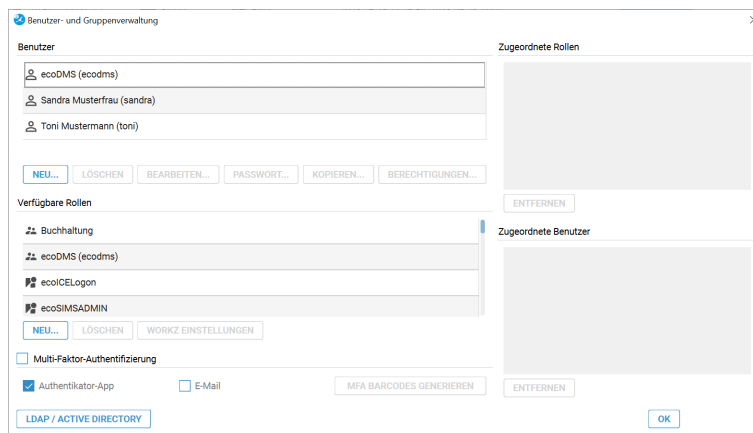 Benutzer- und Gruppenverwaltung
Benutzer
ecoDMS (ecodms)
Sandra Musterfrau (sandra)
Toni Mustermann (toni)
NEU... LÖSCHEN BEARBEITEN... PASSWORT... KOPIEREN... BERECHTIGUNGEN...
Verfügbare Rollen
Buchhaltung
ecoDMS (ecodms)
ecoICELogon
ecoSIMSADMIN
NEU... LÖSCHEN WORKZ EINSTELLUNGEN
Multi-Faktor-Authentifizierung
Authentikator-App E-Mail MFA BARCODES GENERIEREN
LDAP / ACTIVE DIRECTORY
Zugeordnete Rollen
ENTFERNEN
Zugeordnete Benutzer
ENTFERNEN
OK